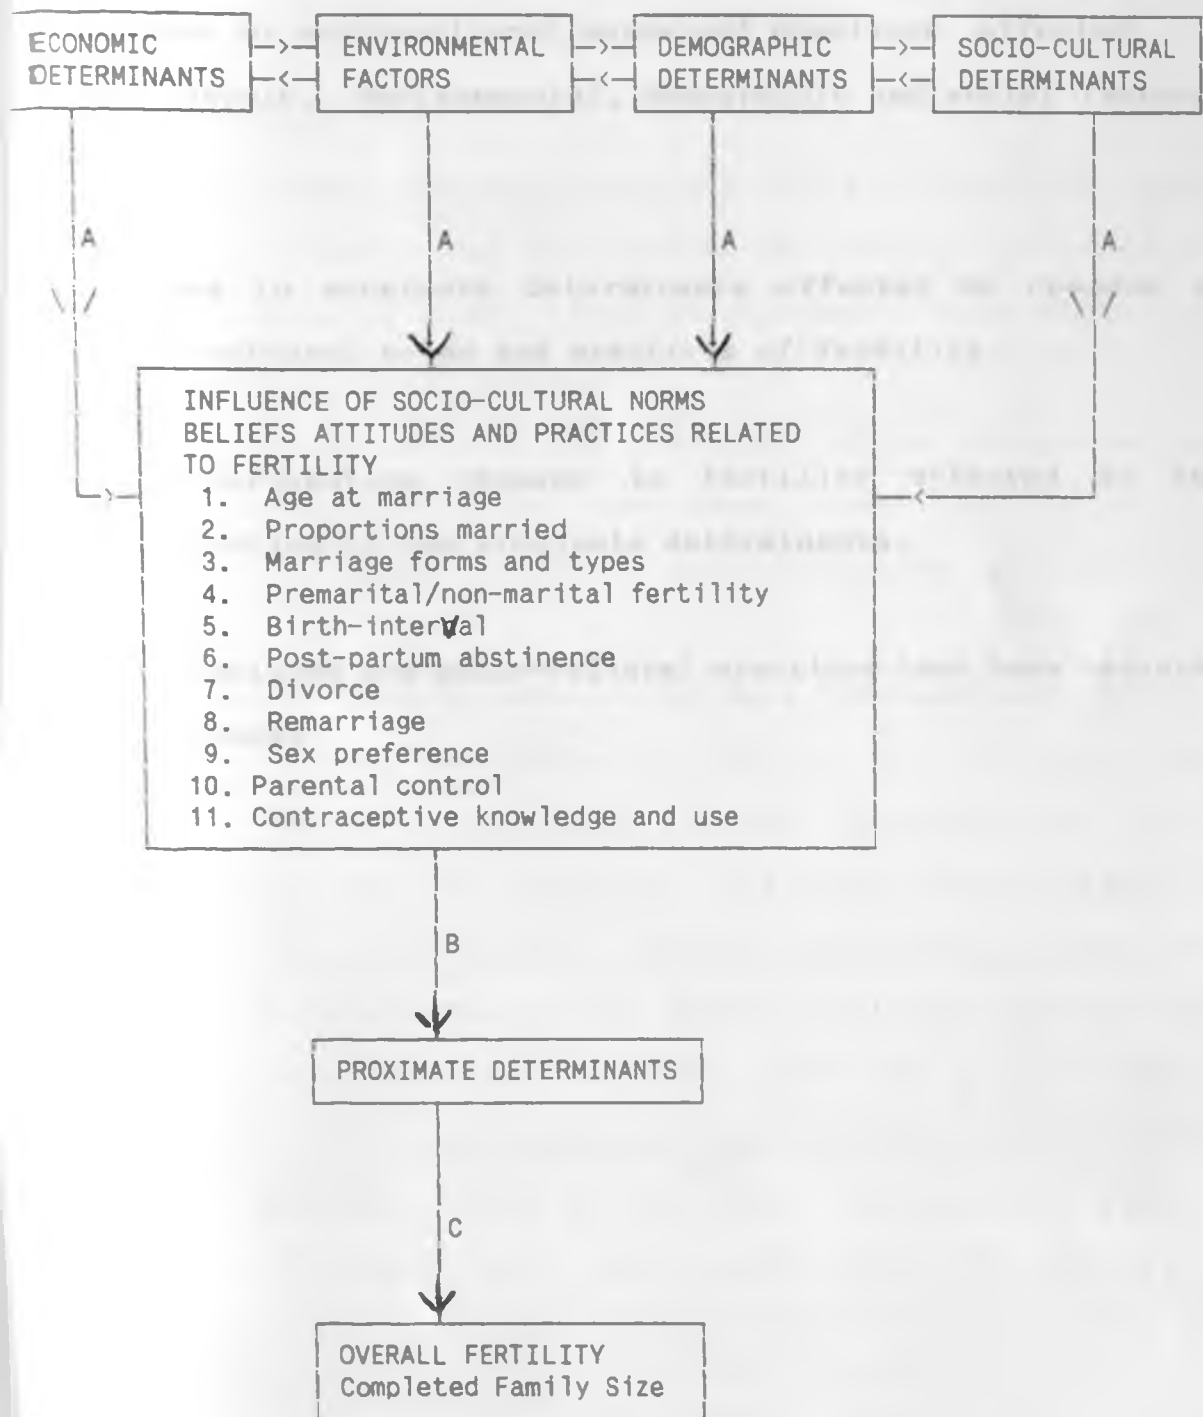 ECONOMIC DETERMINANTS
ENVIRONMENTAL FACTORS
DEMOGRAPHIC DETERMINANTS
SOCIO-CULTURAL DETERMINANTS
A A A A
INFLUENCE OF SOCIO-CULTURAL NORMS
BELIEFS ATTITUDES AND PRACTICES RELATED
TO FERTILITY
1. Age at marriage
2. Proportions married
3. Marriage forms and types
4. Premarital/non-marital fertility
5. Birth-interval
6. Post-partum abstinence
7. Divorce
8. Remarriage
9. Sex preference
10. Parental control
11. Contraceptive knowledge and use
B
PROXIMATE DETERMINANTS
C
OVERALL FERTILITY
Completed Family Size